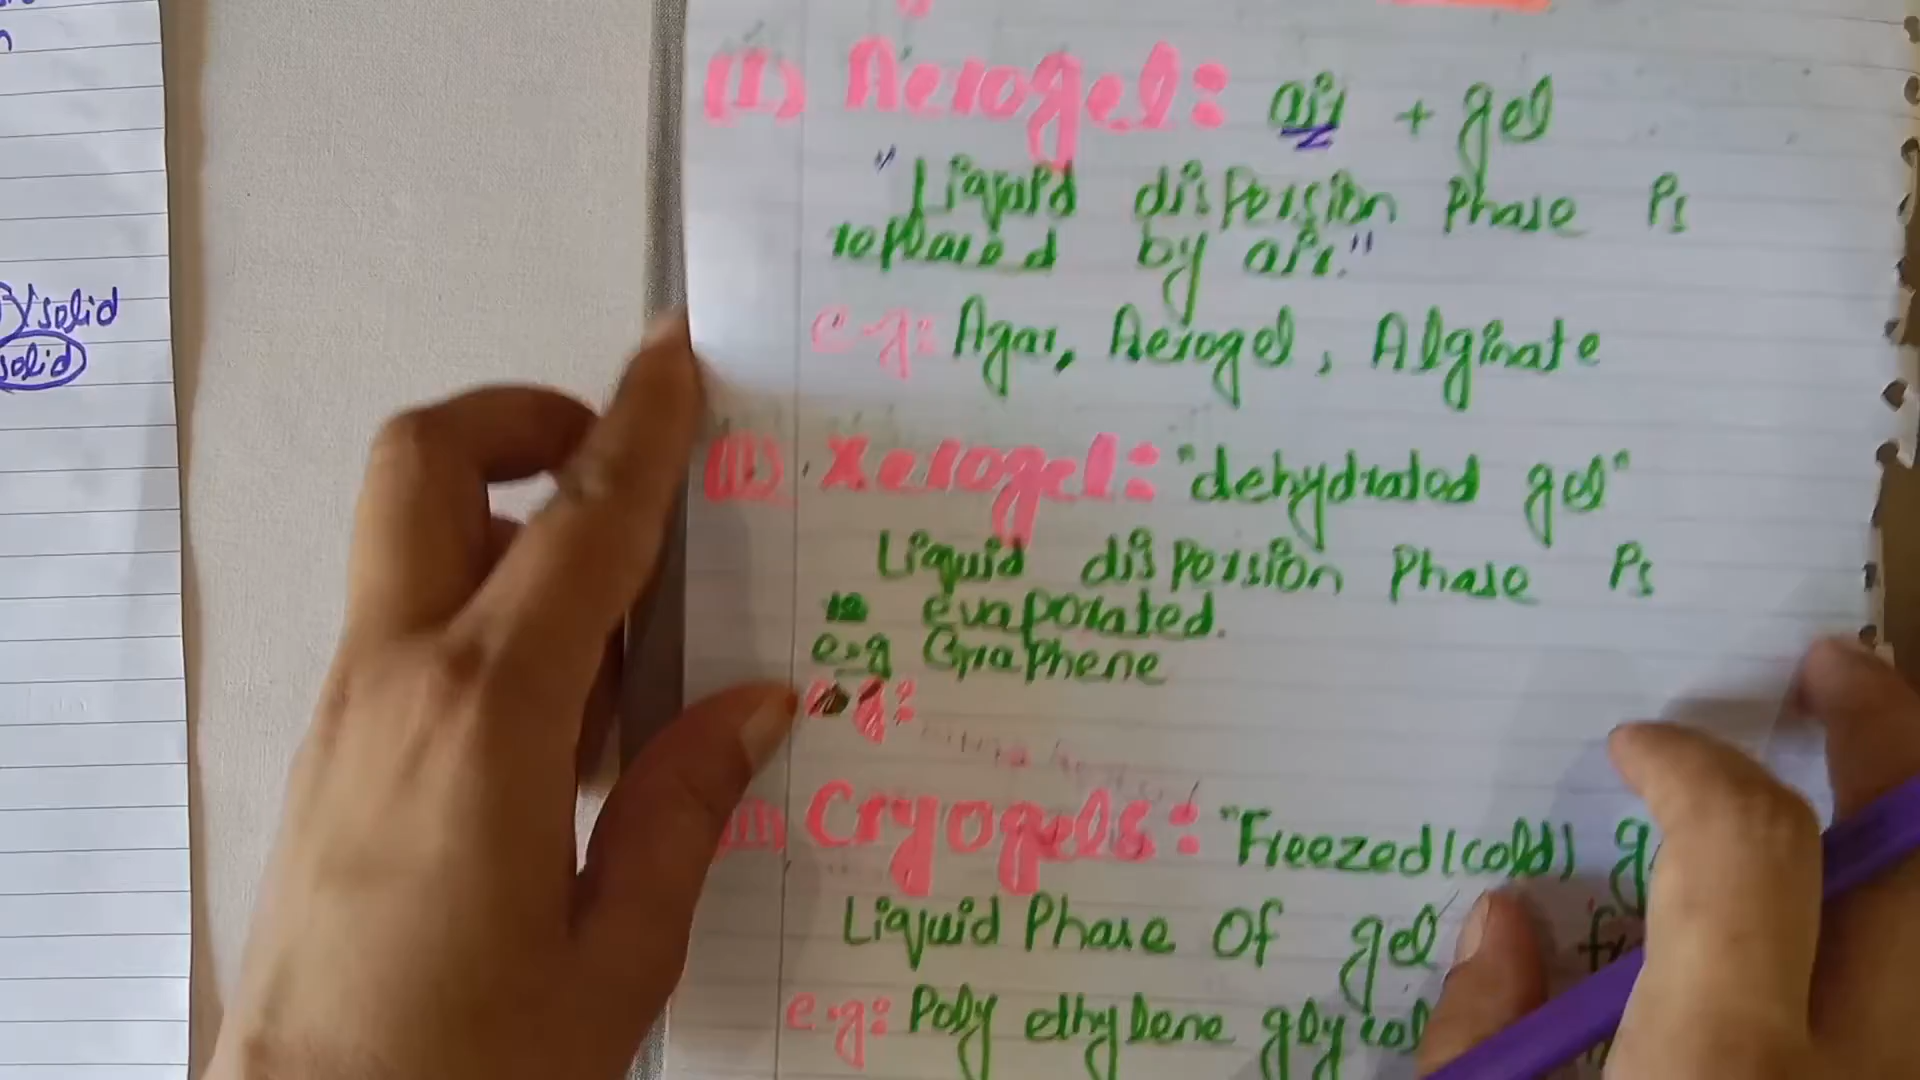 solid
solid
(I) Aerogel: air + gel
"Liquid dispersion Phase is
replaced by air."
e.g: Agar, Aerogel, Alginate
(II) Xerogel: "dehydrated gel"
Liquid dispersion Phase is
evaporated.
e.g Graphene
e.g:
Cryogels: "Freezed (cold)
Liquid Phase Of gel
e.g: Poly ethylene glycol